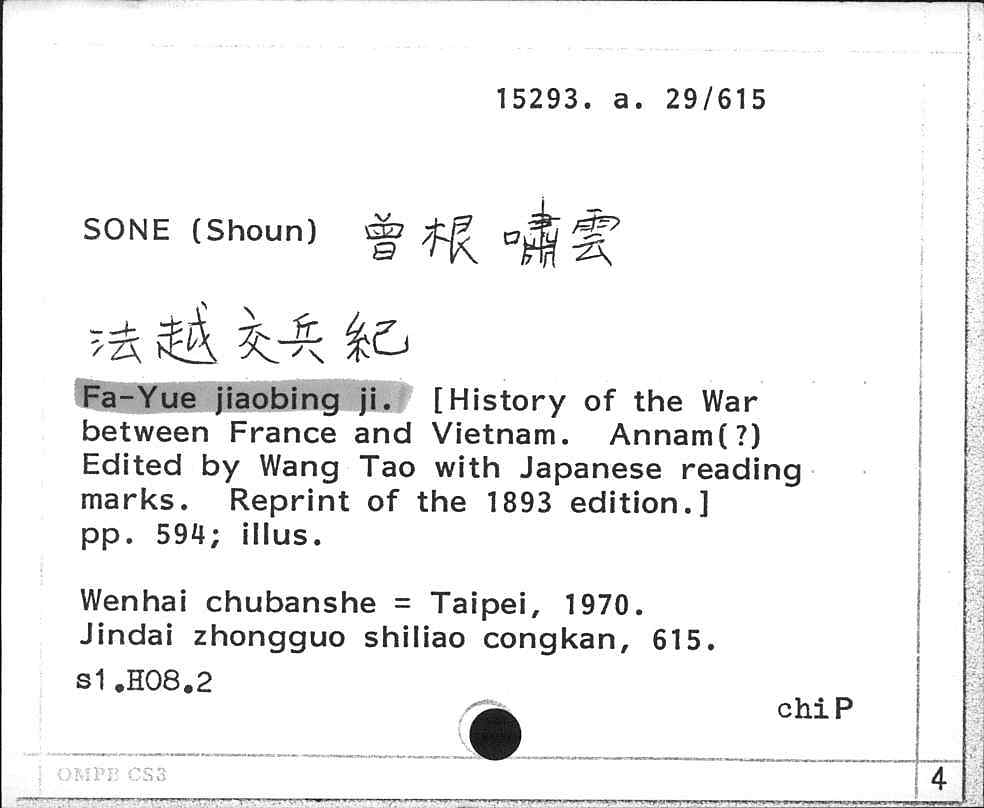 15293. a. 29/615
SONE (Shoun) 曾根嘯雲
法越交兵紀
Fa-Yue jiaobing ji. [History of the War
between France and Vietnam. Annam(?)
Edited by Wang Tao with Japanese reading
marks. Reprint of the 1893 edition.]
pp. 594; illus.
Wenhai chubanshe = Taipei, 1970.
Jindai zhongguo shiliao congkan, 615.
s1.H08.2
chiP
OMPB CS3
4